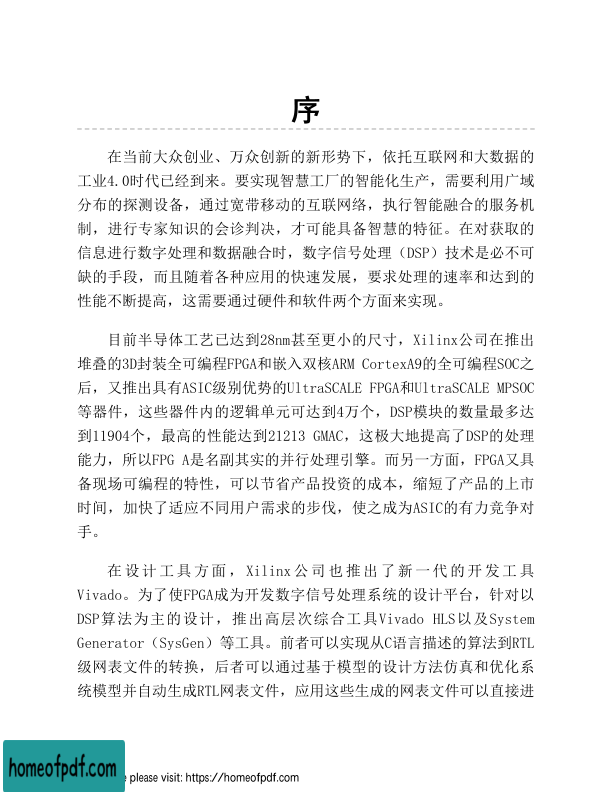 序
在当前大众创业、万众创新的新形势下，依托互联网和大数据的
工业4.0时代已经到来。要实现智慧工厂的智能化生产，需要利用广域
分布的探测设备，通过宽带移动的互联网络，执行智能融合的服务机
制，进行专家知识的会诊判决，才可能具备智慧的特征。在对获取的
信息进行数字处理和数据融合时，数字信号处理（DSP）技术是必不可
缺的手段，而且随着各种应用的快速发展，要求处理的速率和达到的
性能不断提高，这需要通过硬件和软件两个方面来实现。
目前半导体工艺已达到28nm甚至更小的尺寸，Xilinx公司在推出
堆叠的3D封装全可编程FPGA和嵌入双核ARM CortexA9的全可编程SOC之
后，又推出具有ASIC级别优势的UltraSCALE FPGA和UltraSCALE MPSOC
等器件，这些器件内的逻辑单元可达到4万个，DSP模块的数量最多达
到11904个，最高的性能达到21213 GMAC，这极大地提高了DSP的处理
能力，所以FPG A是名副其实的并行处理引擎。而另一方面，FPGA又具
备现场可编程的特性，可以节省产品投资的成本，缩短了产品的上市
时间，加快了适应不同用户需求的步伐，使之成为ASIC的有力竞争对
手。
在设计工具方面，Xilinx公司也推出了新一代的开发工具
Vivado。为了使FPGA成为开发数字信号处理系统的设计平台，针对以
DSP算法为主的设计，推出高层次综合工具Vivado HLS以及System
Generator（SysGen）等工具。前者可以实现从C语言描述的算法到RTL
级网表文件的转换，后者可以通过基于模型的设计方法仿真和优化系
统模型并自动生成RTL网表文件，应用这些生成的网表文件可以直接进
homeofpdf.com
e please visit: https://homeofpdf.com